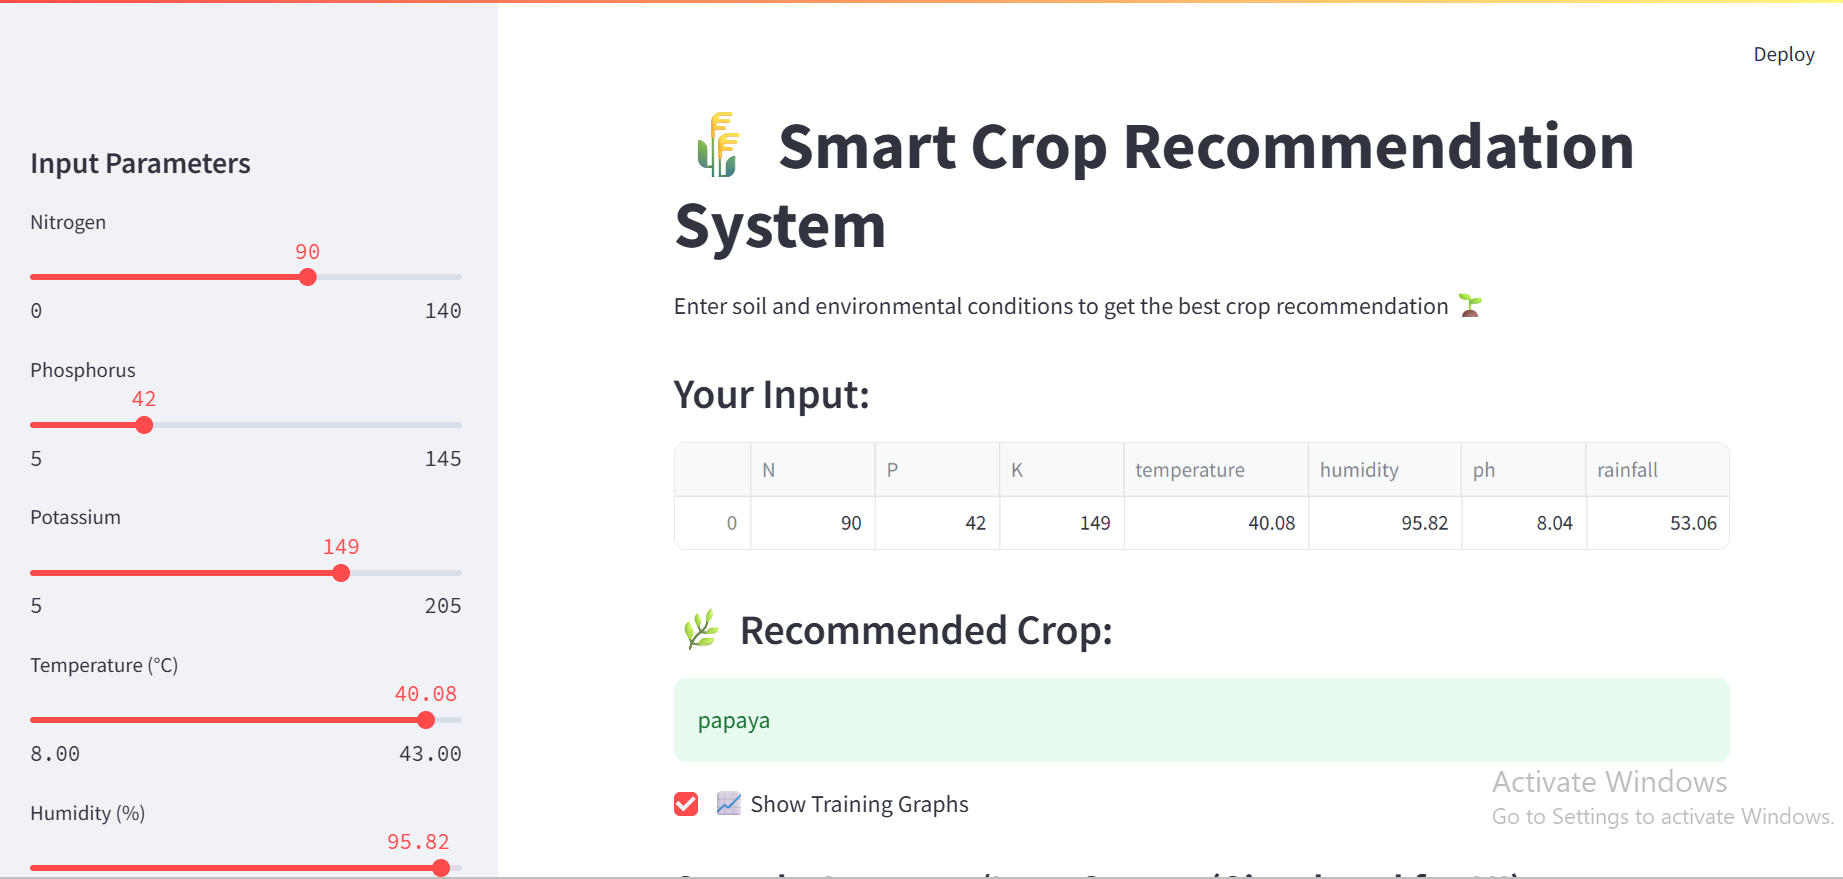 Deploy
Input Parameters
Nitrogen
90
0 140
Phosphorus
42
5 145
Potassium
149
5 205
Temperature (°C)
40.08
8.00 43.00
Humidity (%)
95.82
Smart Crop Recommendation
System
Enter soil and environmental conditions to get the best crop recommendation
Your Input:
N P K temperature humidity ph rainfall
0 90 42 149 40.08 95.82 8.04 53.06
Recommended Crop:
papaya
Show Training Graphs
Activate Windows
Go to Settings to activate Windows.